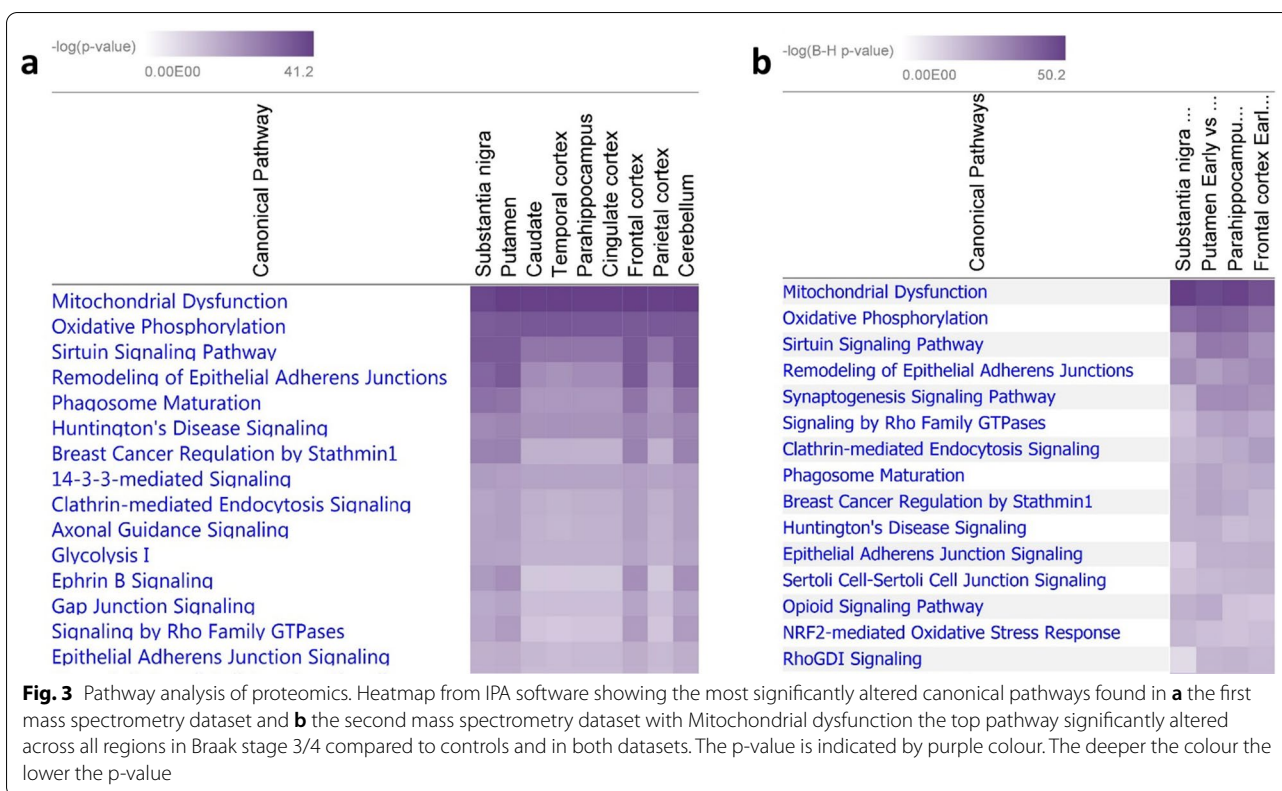 a
-log(p-value)
0.00E00 41.2
Canonical Pathway
Substantia nigra
Putamen
Caudate
Temporal cortex
Parahippocampus
Cingulate cortex
Frontal cortex
Parietal cortex
Cerebellum
Mitochondrial Dysfunction
Oxidative Phosphorylation
Sirtuin Signaling Pathway
Remodeling of Epithelial Adherens Junctions
Phagosome Maturation
Huntington's Disease Signaling
Breast Cancer Regulation by Stathmin1
14-3-3-mediated Signaling
Clathrin-mediated Endocytosis Signaling
Axonal Guidance Signaling
Glycolysis I
Ephrin B Signaling
Gap Junction Signaling
Signaling by Rho Family GTPases
Epithelial Adherens Junction Signaling
b
-log(B-H p-value)
0.00E00 50.2
Canonical Pathways
Substantia nigra ...
Putamen Early vs ...
Parahippocampu...
Frontal cortex Earl...
Mitochondrial Dysfunction
Oxidative Phosphorylation
Sirtuin Signaling Pathway
Remodeling of Epithelial Adherens Junctions
Synaptogenesis Signaling Pathway
Signaling by Rho Family GTPases
Clathrin-mediated Endocytosis Signaling
Phagosome Maturation
Breast Cancer Regulation by Stathmin1
Huntington's Disease Signaling
Epithelial Adherens Junction Signaling
Sertoli Cell-Sertoli Cell Junction Signaling
Opioid Signaling Pathway
NRF2-mediated Oxidative Stress Response
RhoGDI Signaling
Fig. 3 Pathway analysis of proteomics. Heatmap from IPA software showing the most significantly altered canonical pathways found in a the first
mass spectrometry dataset and b the second mass spectrometry dataset with Mitochondrial dysfunction the top pathway significantly altered
across all regions in Braak stage 3/4 compared to controls and in both datasets. The p-value is indicated by purple colour. The deeper the colour the
lower the p-value